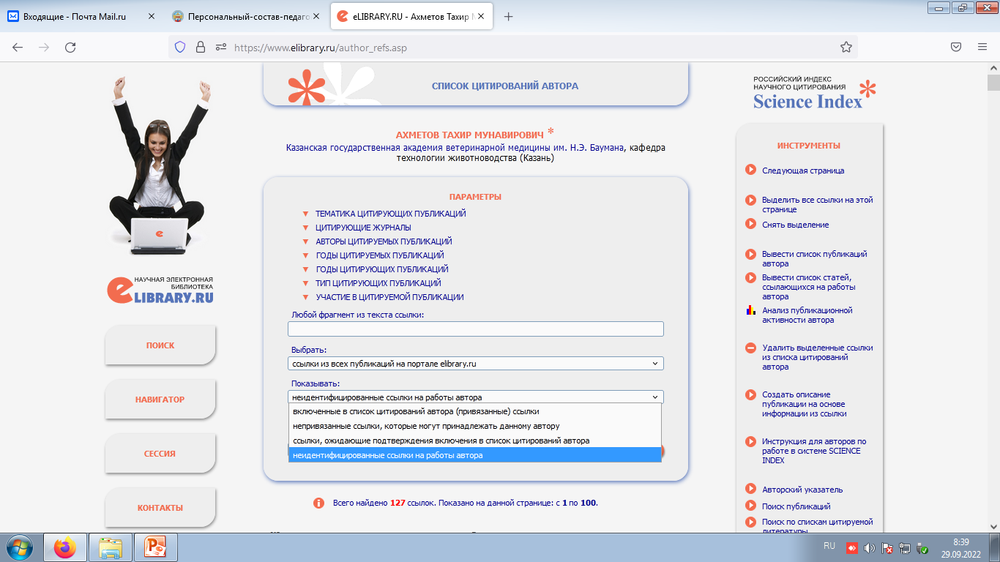 Входящие - Почта Mail.ru
Персональный-состав-педаго
eLIBRARY.RU - Ахметов Тахир М
https://www.elibrary.ru/author_refs.asp
СПИСОК ЦИТИРОВАНИЙ АВТОРА
РОССИЙСКИЙ ИНДЕКС
НАУЧНОГО ЦИТИРОВАНИЯ
Science Index
АХМЕТОВ ТАХИР МУНАВИРОВИЧ *
Казанская государственная академия ветеринарной медицины им. Н.Э. Баумана, кафедра
технологии животноводства (Казань)
НАУЧНАЯ ЭЛЕКТРОННАЯ
БИБЛИОТЕКА
eLIBRARY.RU
ПОИСК
НАВИГАТОР
СЕССИЯ
КОНТАКТЫ
ПАРАМЕТРЫ
ТЕМАТИКА ЦИТИРУЮЩИХ ПУБЛИКАЦИЙ
ЦИТИРУЮЩИЕ ЖУРНАЛЫ
АВТОРЫ ЦИТИРУЕМЫХ ПУБЛИКАЦИЙ
ГОДЫ ЦИТИРУЕМЫХ ПУБЛИКАЦИЙ
ГОДЫ ЦИТИРУЮЩИХ ПУБЛИКАЦИЙ
ТИП ЦИТИРУЮЩИХ ПУБЛИКАЦИЙ
УЧАСТИЕ В ЦИТИРУЕМОЙ ПУБЛИКАЦИИ
Любой фрагмент из текста ссылки:
Выбрать:
ссылки из всех публикаций на портале elibrary.ru
Показывать:
неидентифицированные ссылки на работы автора
включенные в список цитирований автора (привязанные) ссылки
непривязанные ссылки, которые могут принадлежать данному автору
ссылки, ожидающие подтверждения включения в список цитирований автора
неидентифицированные ссылки на работы автора
Всего найдено 127 ссылок. Показано на данной странице: с 1 по 100.
ИНСТРУМЕНТЫ
Следующая страница
Выделить все ссылки на этой
странице
Снять выделение
Вывести список публикаций
автора
Вывести список статей,
ссылающихся на работы
автора
Анализ публикационной
активности автора
Удалить выделенные ссылки
из списка цитирований
автора
Создать описание
публикации на основе
информации из ссылки
Инструкция для авторов по
работе в системе SCIENCE
INDEX
Авторский указатель
Поиск публикаций
Поиск по спискам цитируемой
литературы
RU
8:39
29.09.2022